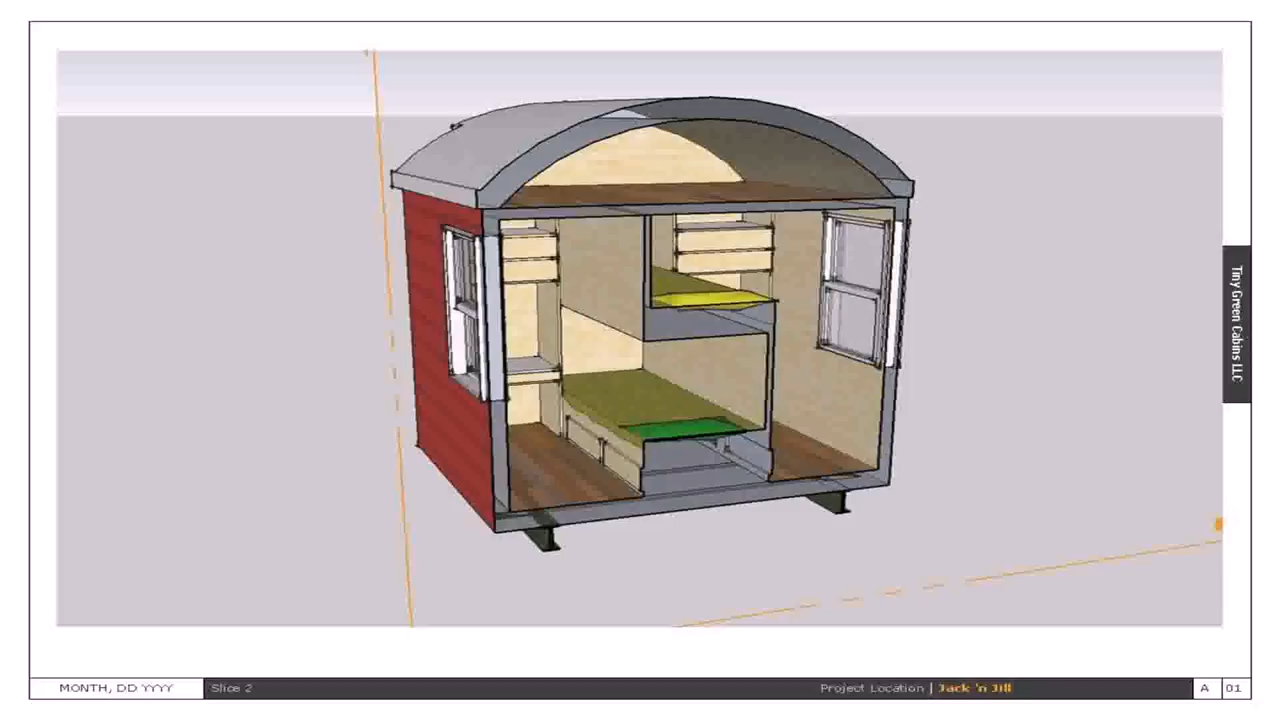 Tiny Green Cabins LLC
MONTH, DD YYYY
Slice 2
Project Location | Jack 'n Jill
A 01